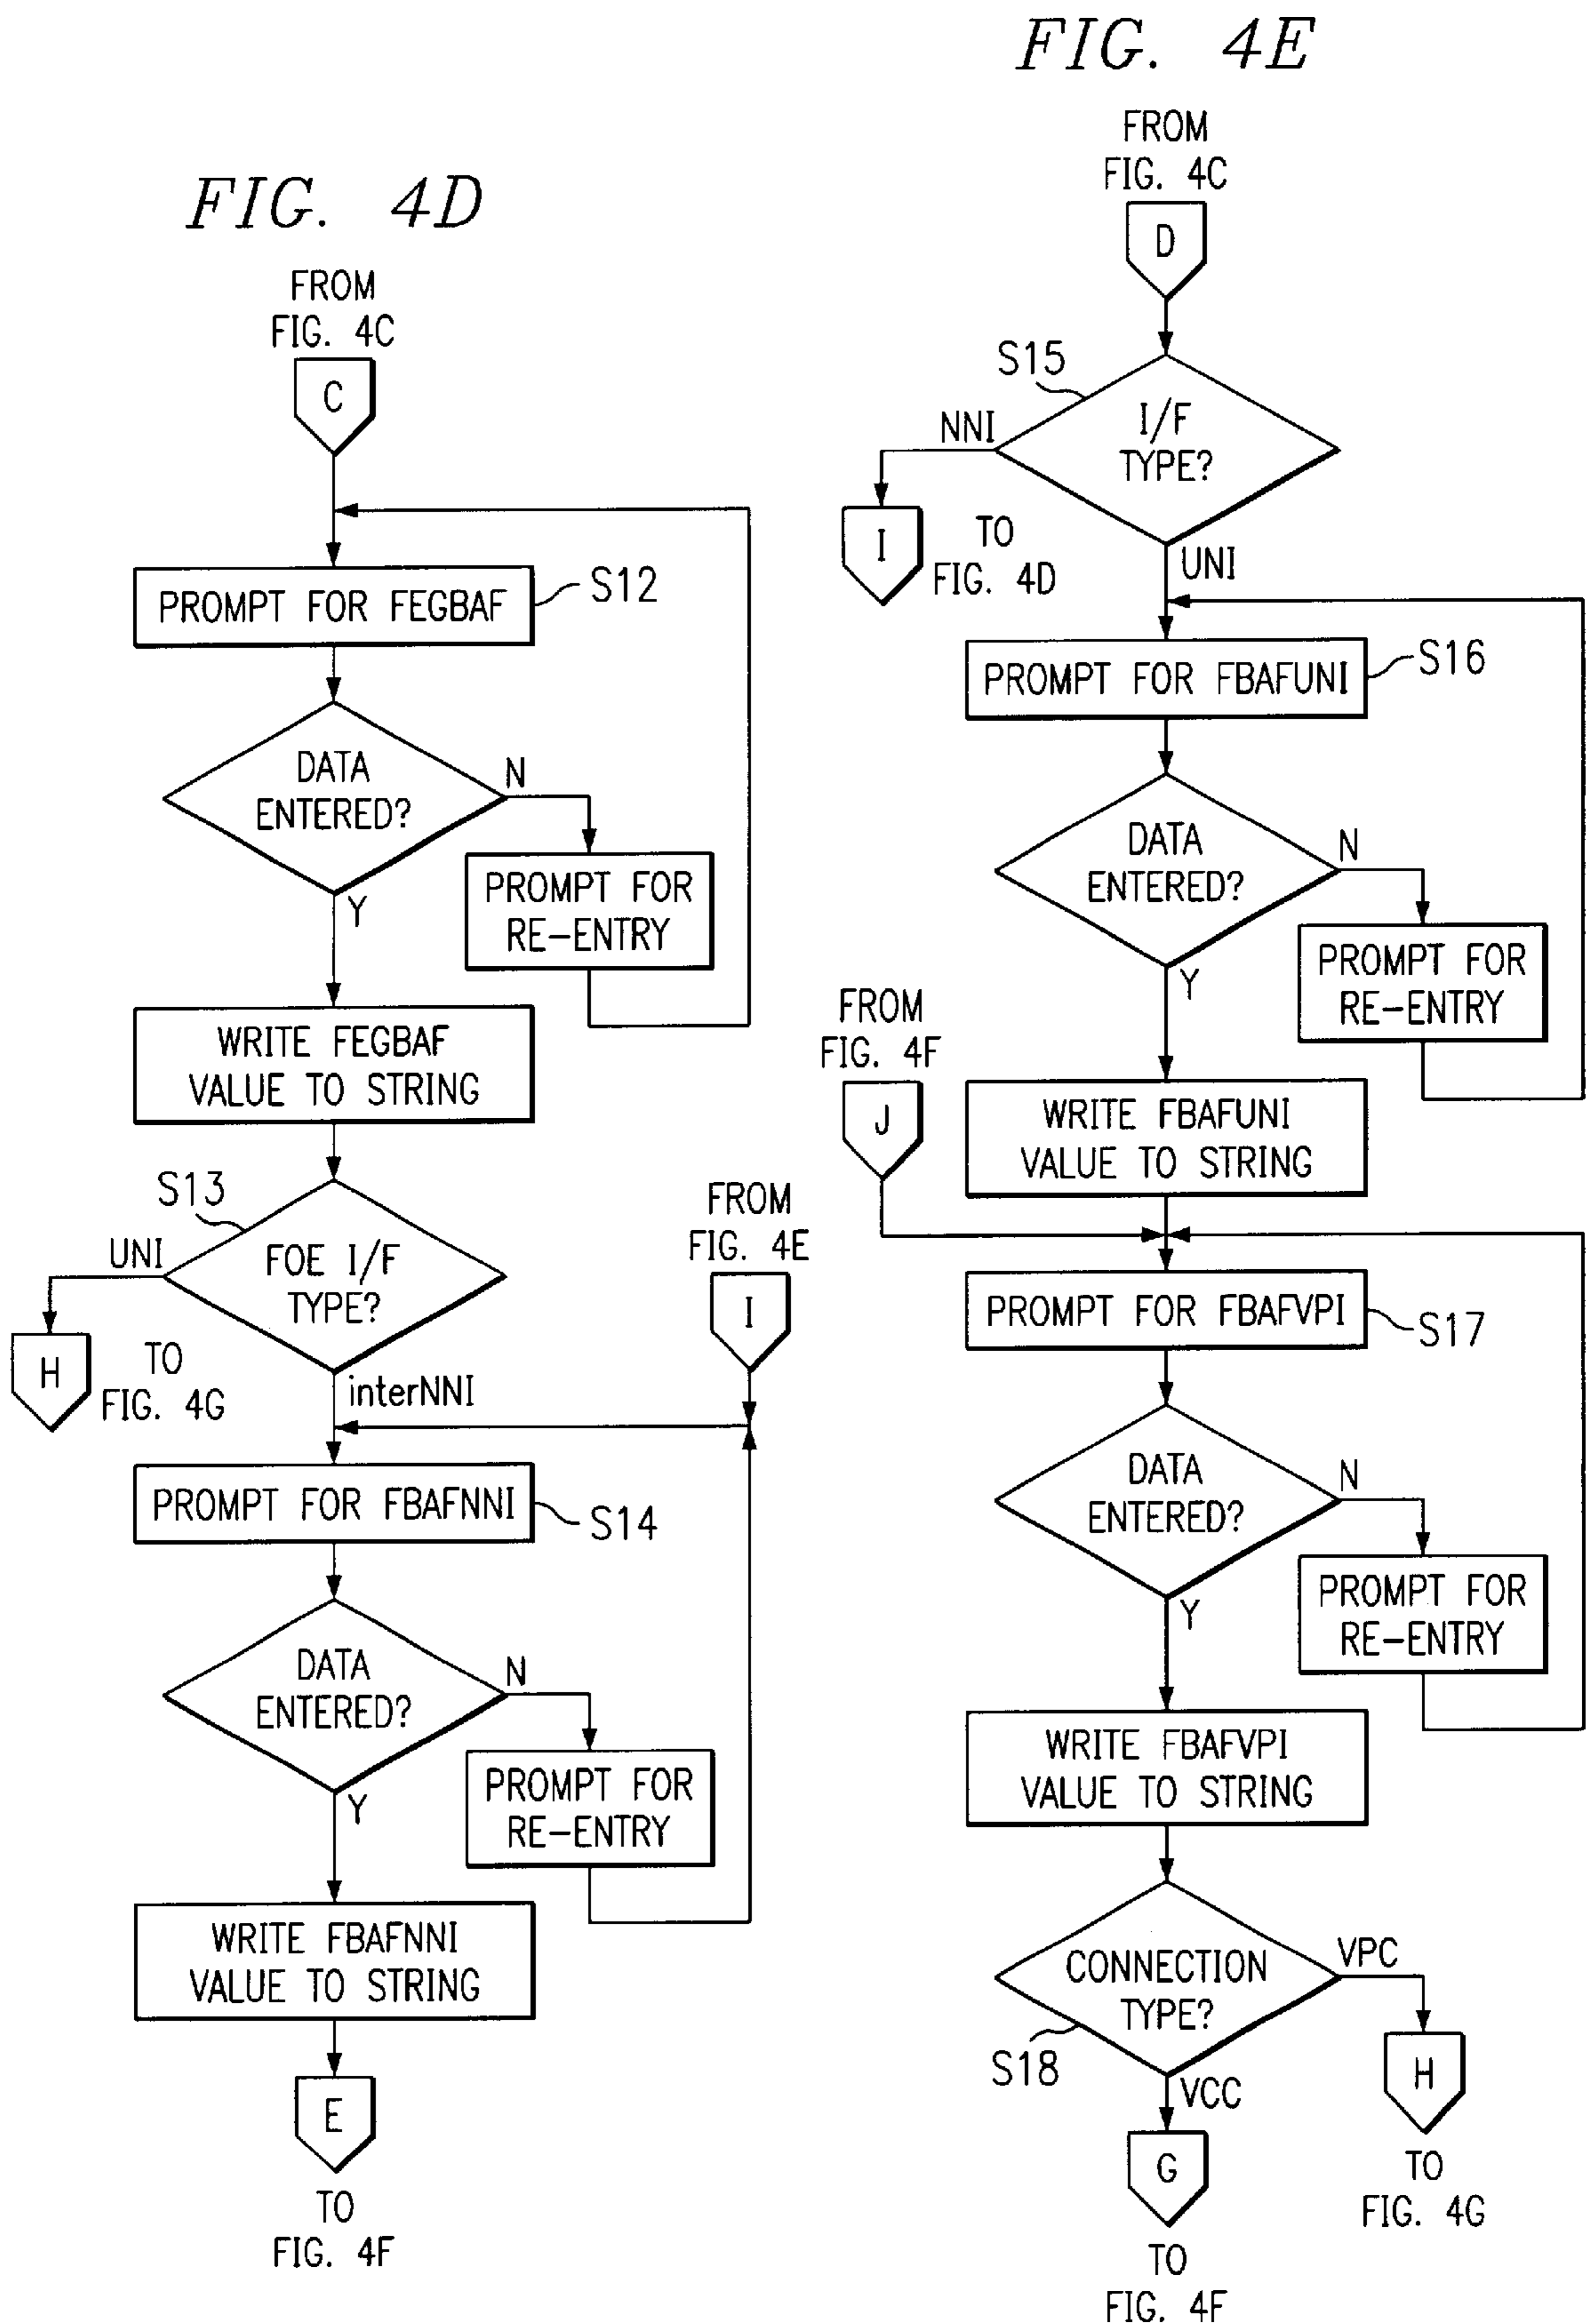 FIG. 4D
FROM
FIG. 4C
C
PROMPT FOR FEGBAF
S12
DATA
ENTERED?
N
Y
PROMPT FOR
RE-ENTRY
WRITE FEGBAF
VALUE TO STRING
S13
FOE I/F
TYPE?
UNI
H
TO
FIG. 4G
interNNI
FROM
FIG. 4E
I
PROMPT FOR FBAFNNI
S14
DATA
ENTERED?
N
Y
PROMPT FOR
RE-ENTRY
WRITE FBAFNNI
VALUE TO STRING
E
TO
FIG. 4F
FIG. 4E
FROM
FIG. 4C
D
S15
I/F
TYPE?
NNI
I
TO
FIG. 4D
UNI
PROMPT FOR FBAFUNI
S16
DATA
ENTERED?
N
Y
PROMPT FOR
RE-ENTRY
FROM
FIG. 4F
J
WRITE FBAFUNI
VALUE TO STRING
PROMPT FOR FBAFVPI
S17
DATA
ENTERED?
N
Y
PROMPT FOR
RE-ENTRY
WRITE FBAFVPI
VALUE TO STRING
CONNECTION
TYPE?
S18
VPC
H
TO
FIG. 4G
VCC
G
TO
FIG. 4F